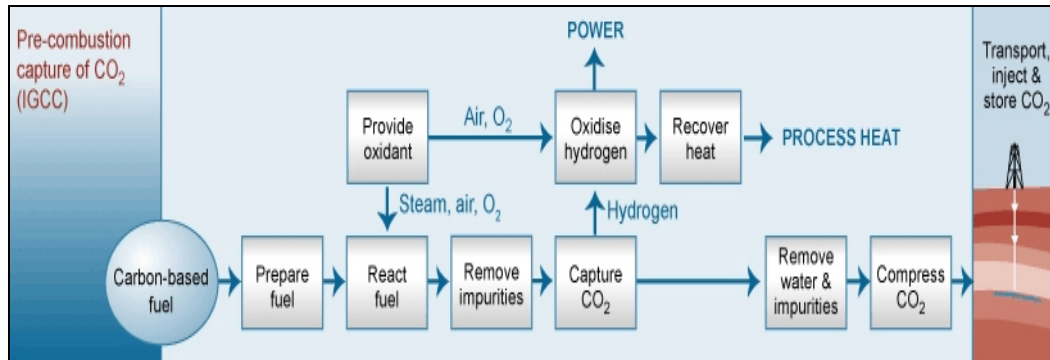 Pre-combustion
capture of CO₂
(IGCC)
POWER
Transport,
inject &
store CO₂
Provide
oxidant
Air, O₂
Oxidise
hydrogen
Recover
heat
PROCESS HEAT
Steam, air, O₂
Hydrogen
Carbon-based
fuel
Prepare
fuel
React
fuel
Remove
impurities
Capture
CO₂
Remove
water &
impurities
Compress
CO₂